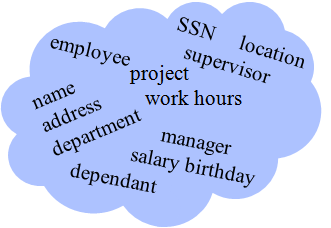 SSN
location
employee
supervisor
project
name
work hours
address
department
manager
salary birthday
dependant